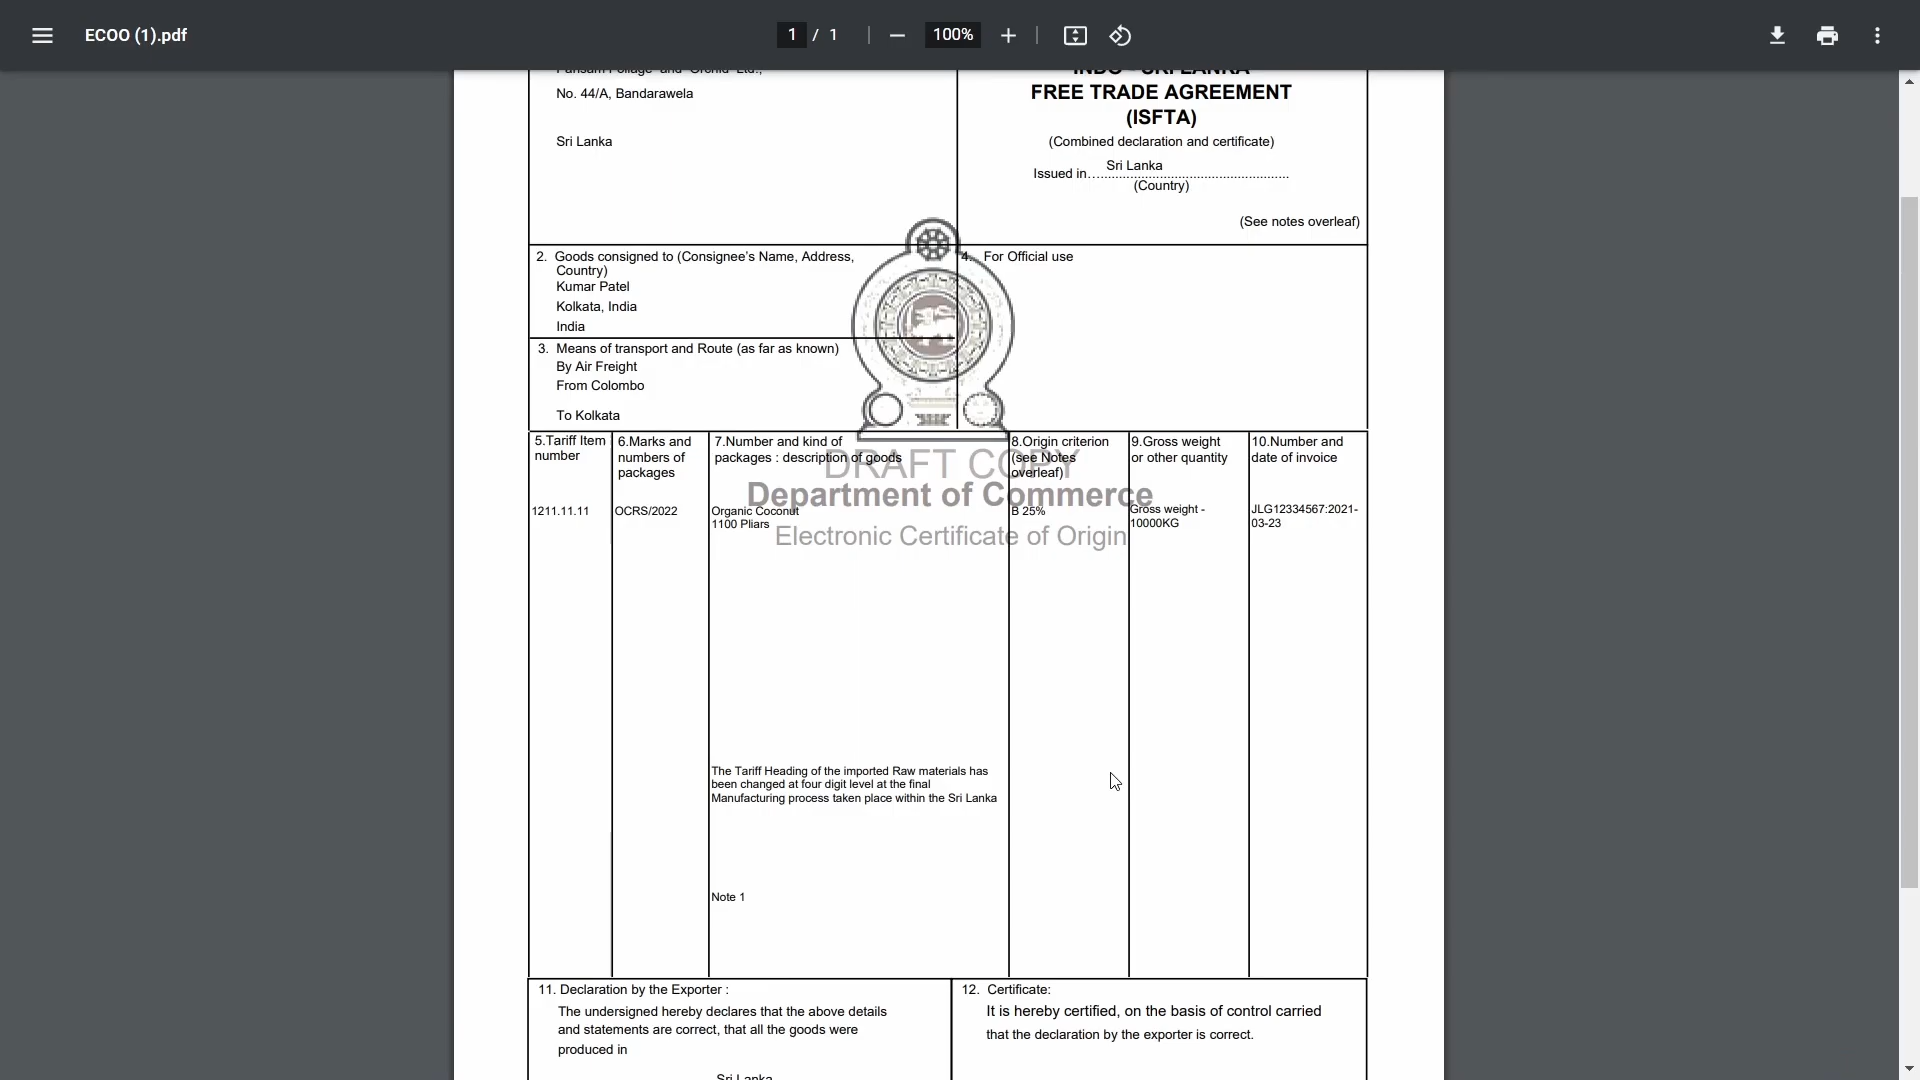 ECOO (1).pdf
1 / 1
100%
No. 44/A, Bandarawela
Sri Lanka
INDO - SRI LANKA
FREE TRADE AGREEMENT
(ISFTA)
(Combined declaration and certificate)
Sri Lanka
Issued in.......................................................
(Country)
(See notes overleaf)
2. Goods consigned to (Consignee's Name, Address,
Country)
Kumar Patel
Kolkata, India
India
4. For Official use
3. Means of transport and Route (as far as known)
By Air Freight
From Colombo
To Kolkata
5.Tariff Item
number
6.Marks and
numbers of
packages
7.Number and kind of
packages : description of goods
8.Origin criterion
(see Notes
overleaf)
9.Gross weight
or other quantity
10.Number and
date of invoice
DRAFT COPY
Department of Commerce
Electronic Certificate of Origin
1211.11.11
OCRS/2022
Organic Coconut
1100 Pliars
B 25%
Gross weight -
10000KG
JLG12334567:2021-
03-23
The Tariff Heading of the imported Raw materials has
been changed at four digit level at the final
Manufacturing process taken place within the Sri Lanka
Note 1
11. Declaration by the Exporter :
The undersigned hereby declares that the above details
and statements are correct, that all the goods were
produced in
Sri Lanka
12. Certificate:
It is hereby certified, on the basis of control carried
that the declaration by the exporter is correct.